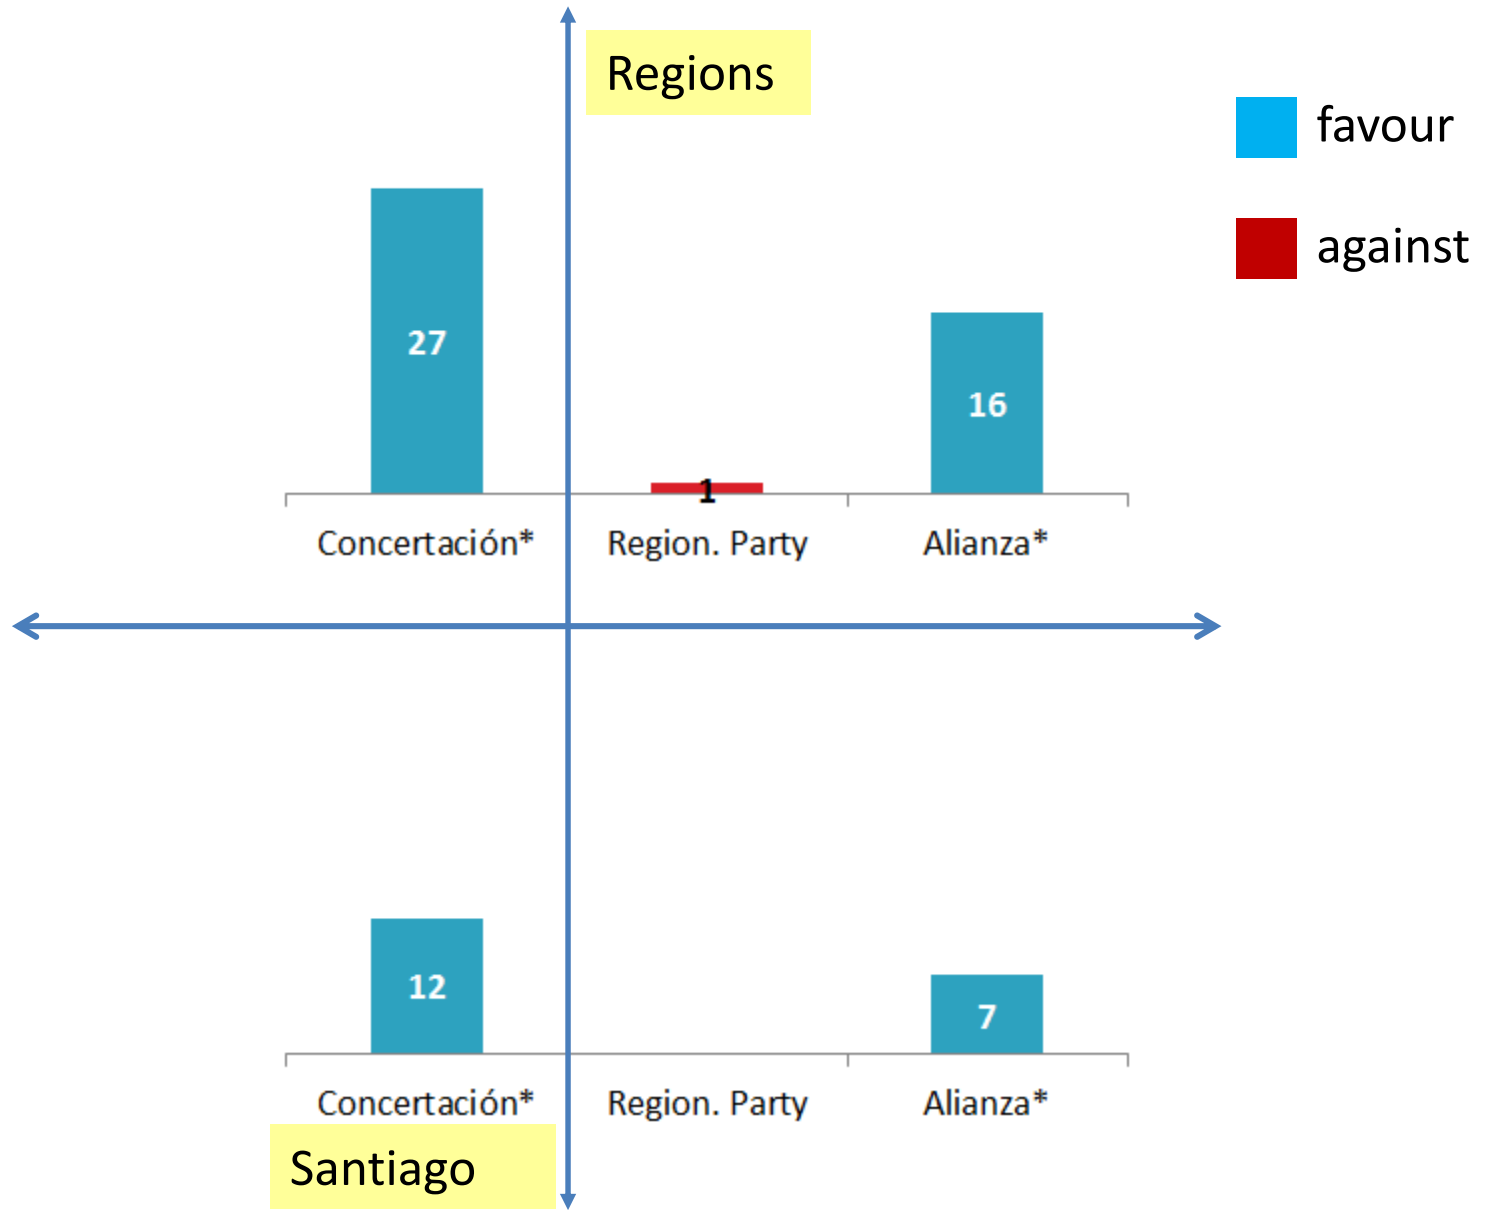 Regions
favour
against
27
16
1
Concertación* Region. Party Alianza*
12
7
Concertación* Region. Party Alianza*
Santiago